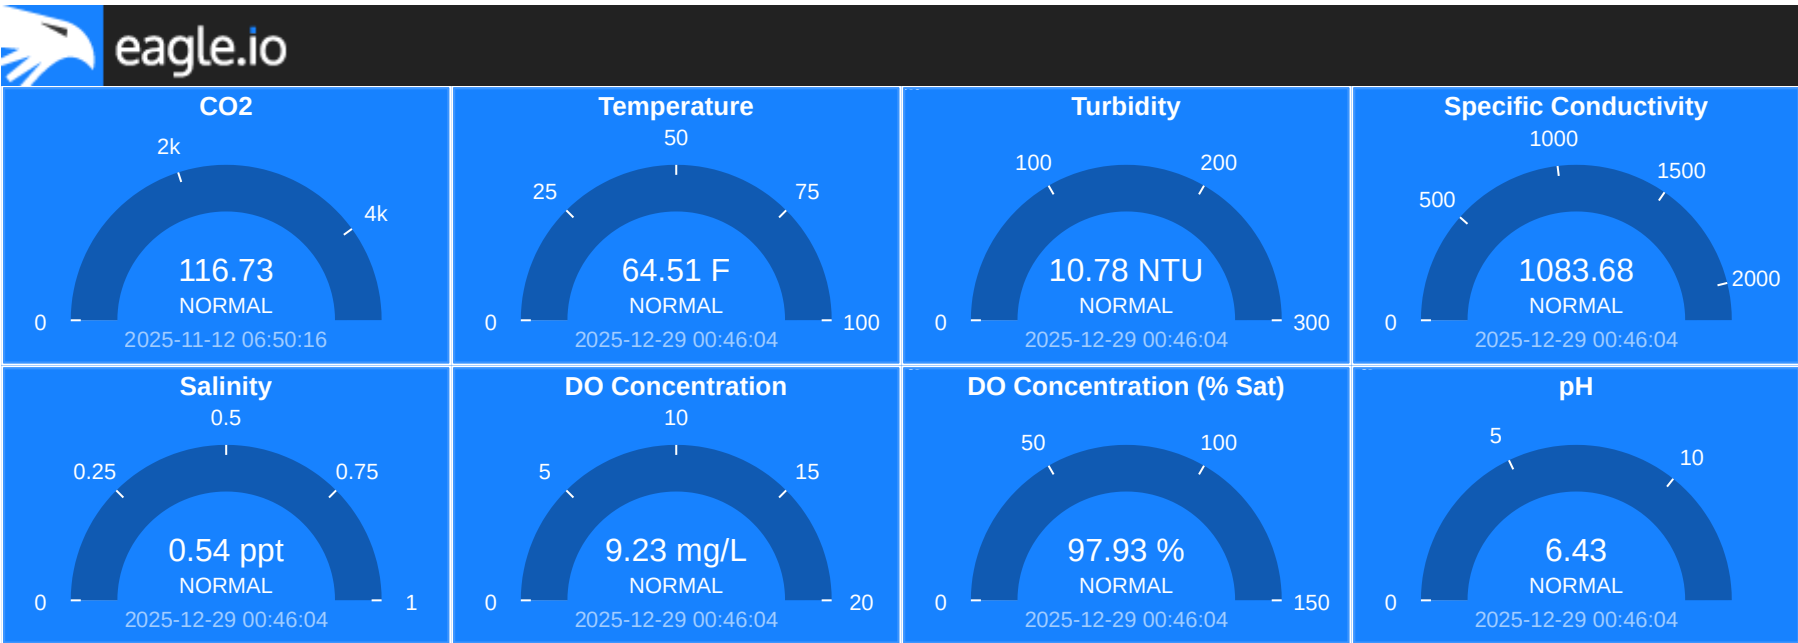 eagle.io
CO2
2k
4k
116.73
NORMAL
0
2025-11-12 06:50:16
Temperature
50
25
75
64.51 F
NORMAL
0
100
2025-12-29 00:46:04
Turbidity
100
200
10.78 NTU
NORMAL
0
300
2025-12-29 00:46:04
Specific Conductivity
1000
1500
500
1083.68
2000
NORMAL
0
2025-12-29 00:46:04
Salinity
0.5
0.25
0.75
0.54 ppt
NORMAL
0
1
2025-12-29 00:46:04
DO Concentration
10
5
15
9.23 mg/L
NORMAL
0
20
2025-12-29 00:46:04
DO Concentration (% Sat)
50
100
97.93 %
NORMAL
0
150
2025-12-29 00:46:04
pH
5
10
6.43
NORMAL
0
2025-12-29 00:46:04